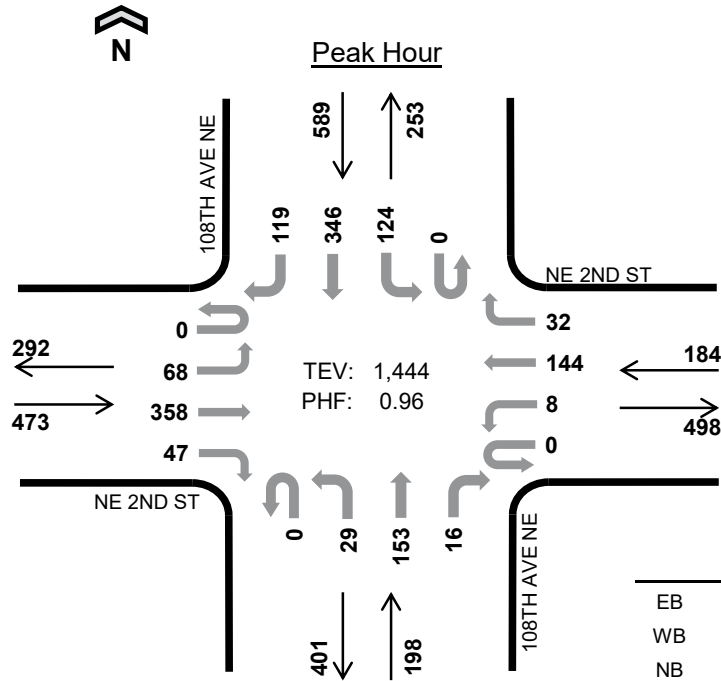 N
Peak Hour
589
253
108TH AVE NE
119
346
124
0
NE 2ND ST
0
32
292
68
TEV: 1,444
144
184
473
358
PHF: 0.96
8
498
47
0
NE 2ND ST
0
29
153
16
108TH AVE NE
401
198
EB
WB
NB